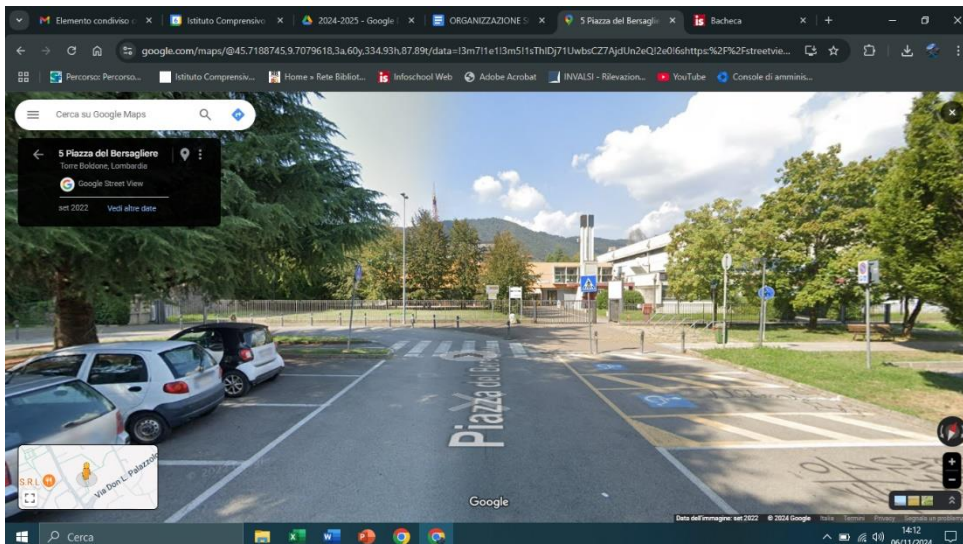 Elemento condiviso c
Istituto Comprensivo
2024-2025 - Google
ORGANIZZAZIONE S
5 Piazza del Bersaglie
Bacheca
google.com/maps/@45.7188745,9.7079618,3a,60y,334.93h,87.89t/data=!3m7!1e1!3m5!1sThIDj71UwbsCZ7AjdUn2eQ!2e0!6shttps:%2F%2Fstreetvie...
Percorso: Percorso...
Istituto Comprensiv...
Home » Rete Bibliot...
Infoschool Web
Adobe Acrobat
INVALSI - Rilevazion...
YouTube
Console di amminis...
Cerca su Google Maps
5 Piazza del Bersagliere
Torre Boldone, Lombardia
Google Street View
set 2022 Vedi altre date
Piazza del
S.R.L
Via Don L. Palazzolo
Google
Data dell'immagine: set 2022 © 2024 Google Italia Termini Privacy Segnala un problema
Cerca
14:12
06/11/2024